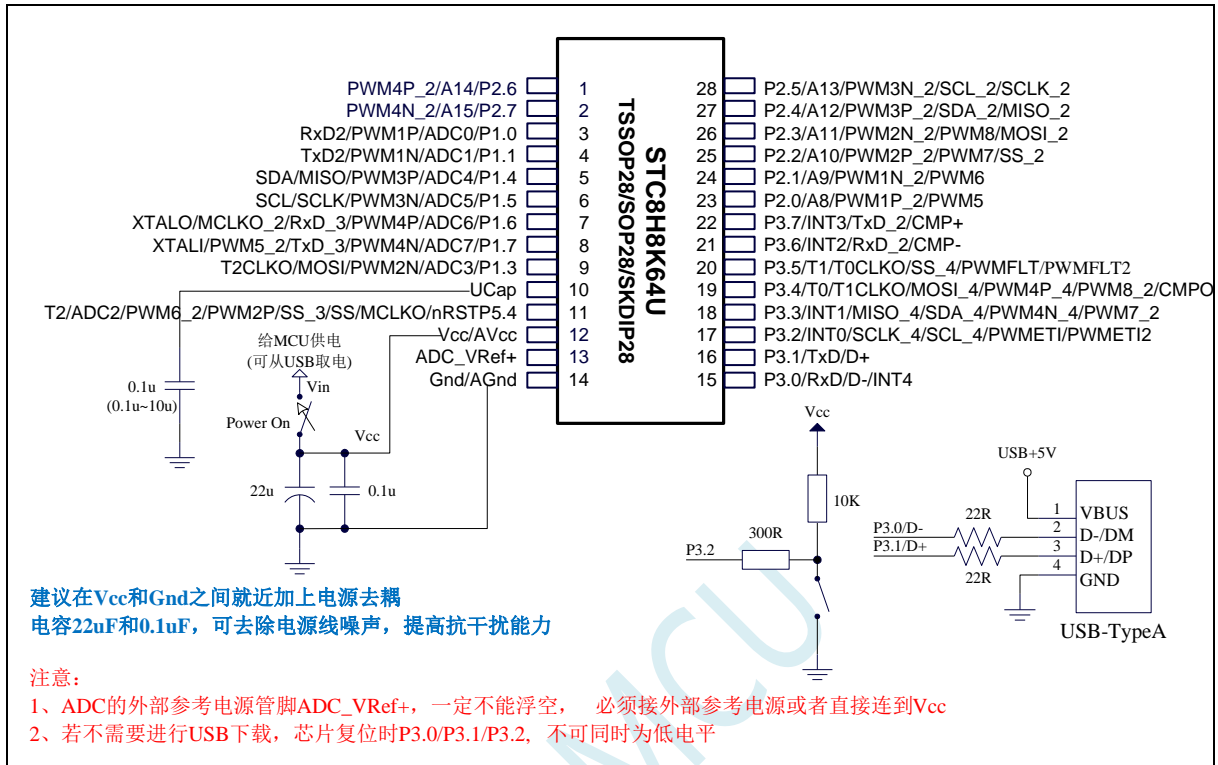 STC8H8K64U
TSSOP28/SOP28/SKDIP28
PWM4P_2/A14/P2.6 1
PWM4N_2/A15/P2.7 2
RxD2/PWM1P/ADC0/P1.0 3
TxD2/PWM1N/ADC1/P1.1 4
SDA/MISO/PWM3P/ADC4/P1.4 5
SCL/SCLK/PWM3N/ADC5/P1.5 6
XTALO/MCLKO_2/RxD_3/PWM4P/ADC6/P1.6 7
XTALI/PWM5_2/TxD_3/PWM4N/ADC7/P1.7 8
T2CLKO/MOSI/PWM2N/ADC3/P1.3 9
UCap 10
T2/ADC2/PWM6_2/PWM2P/SS_3/SS/MCLKO/nRSTP5.4 11
Vcc/AVcc 12
ADC_VRef+ 13
Gnd/AGnd 14
28 P2.5/A13/PWM3N_2/SCL_2/SCLK_2
27 P2.4/A12/PWM3P_2/SDA_2/MISO_2
26 P2.3/A11/PWM2N_2/PWM8/MOSI_2
25 P2.2/A10/PWM2P_2/PWM7/SS_2
24 P2.1/A9/PWM1N_2/PWM6
23 P2.0/A8/PWM1P_2/PWM5
22 P3.7/INT3/TxD_2/CMP+
21 P3.6/INT2/RxD_2/CMP-
20 P3.5/T1/T0CLKO/SS_4/PWMFLT/PWMFLT2
19 P3.4/T0/T1CLKO/MOSI_4/PWM4P_4/PWM8_2/CMPO
18 P3.3/INT1/MISO_4/SDA_4/PWM4N_4/PWM7_2
17 P3.2/INT0/SCLK_4/SCL_4/PWMETI/PWMETI2
16 P3.1/TxD/D+
15 P3.0/RxD/D-/INT4
给MCU供电
(可从USB取电)
Vin
0.1u
(0.1u~10u)
Power On
Vcc
22u
0.1u
Vcc
10K
300R
P3.2
USB+5V
22R
P3.0/D-
P3.1/D+
22R
1 VBUS
2 D-/DM
3 D+/DP
4 GND
USB-TypeA
建议在Vcc和Gnd之间就近加上电源去耦
电容22uF和0.1uF，可去除电源线噪声，提高抗干扰能力
注意：
1、ADC的外部参考电源管脚ADC_VRef+，一定不能浮空， 必须接外部参考电源或者直接连到Vcc
2、若不需要进行USB下载，芯片复位时P3.0/P3.1/P3.2, 不可同时为低电平
MCU